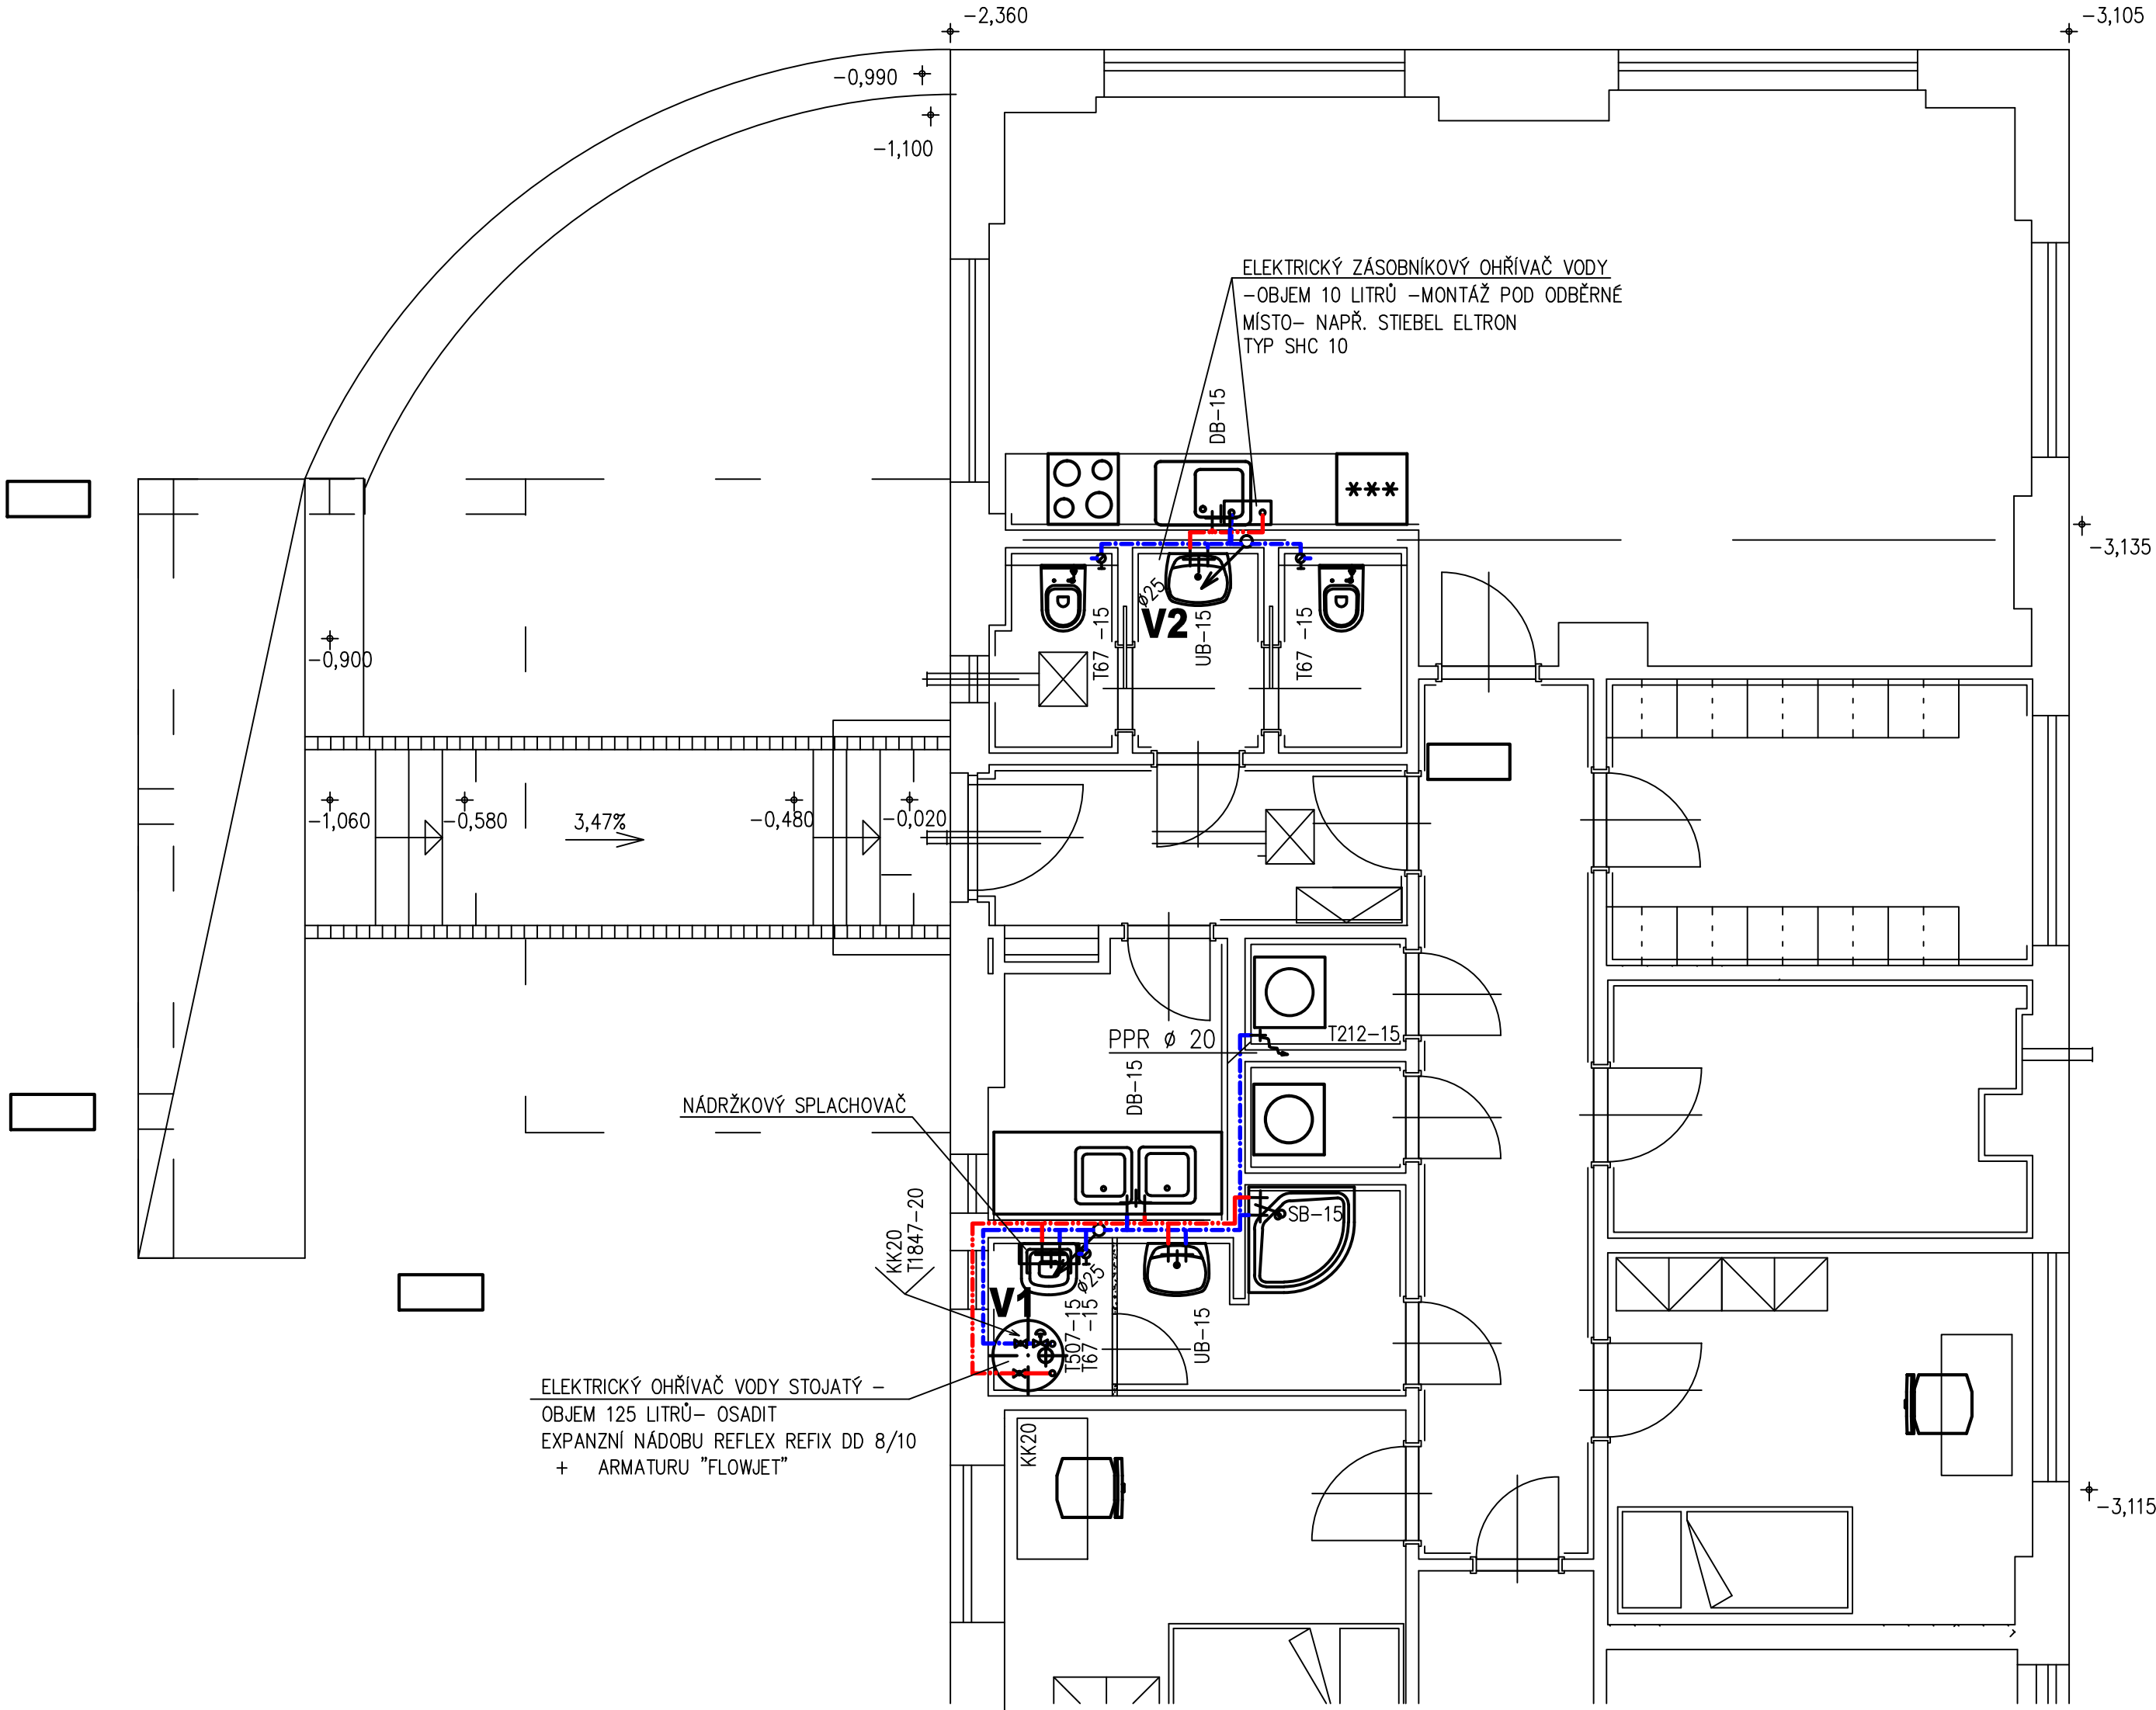 -2,360
-3,105
-0,990
-1,100
ELEKTRICKÝ ZÁSOBNÍKOVÝ OHŘÍVAČ VODY
-OBJEM 10 LITRŮ -MONTÁŽ POD ODBĚRNÉ
MÍSTO- NAPŘ. STIEBEL ELTRON
TYP SHC 10
DB-15
***
-3,135
ø25
V2
T67 -15
UB-15
T67 -15
-0,900
-1,060
-0,580
3,47%
-0,480
-0,020
PPR ø 20
T212-15
DB-15
NÁDRŽKOVÝ SPLACHOVAČ
KK20
T1847-20
SB-15
ø25
V1
T507-15
T67 -15
UB-15
ELEKTRICKÝ OHŘÍVAČ VODY STOJATÝ -
OBJEM 125 LITRŮ- OSADIT
EXPANZNÍ NÁDOBU REFLEX REFIX DD 8/10
+ ARMATURU "FLOWJET"
KK20
-3,115